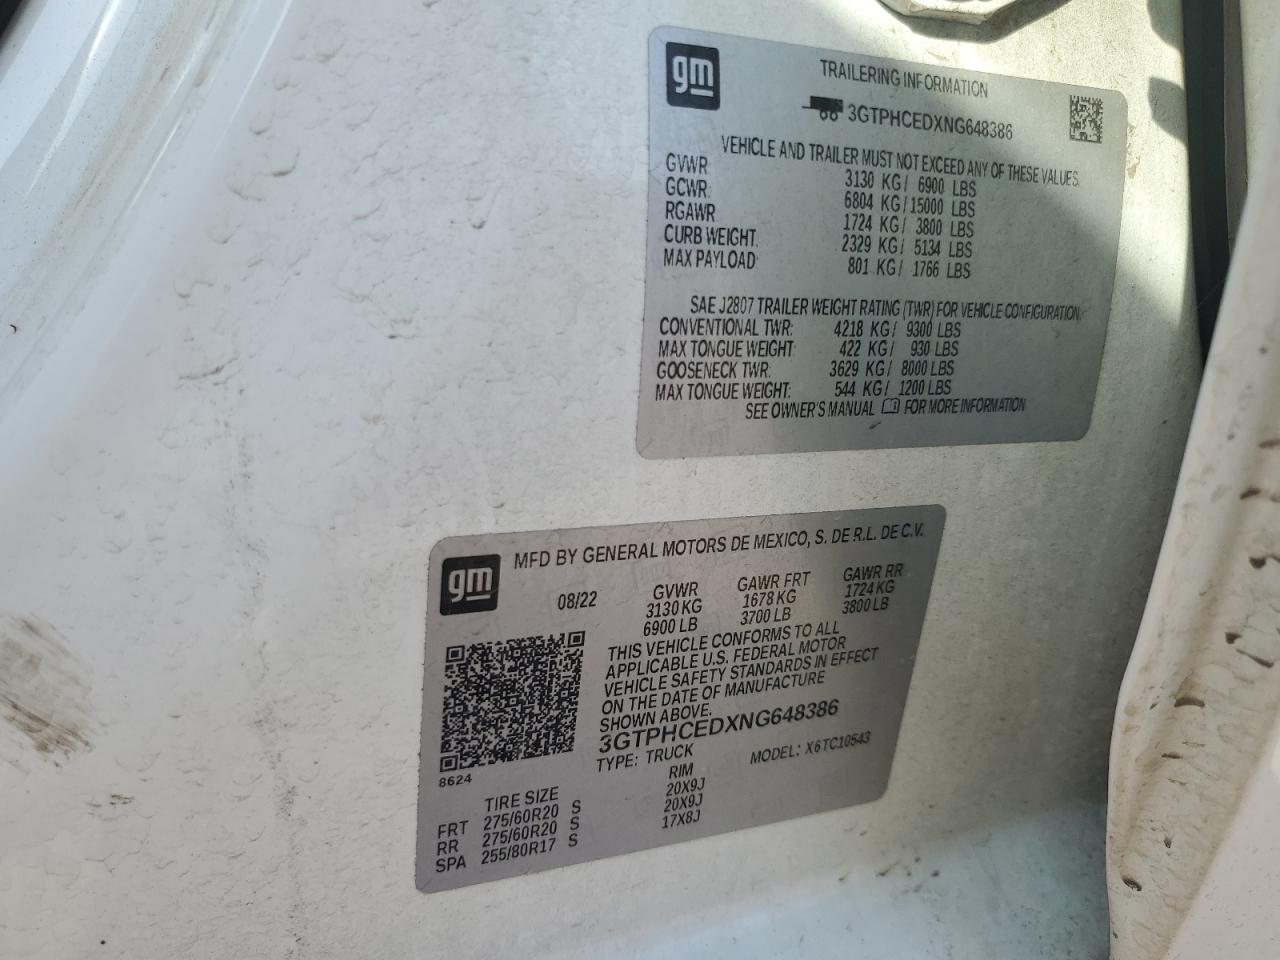 gm
TRAILERING INFORMATION
3GTPHCEDXNG648386
VEHICLE AND TRAILER MUST NOT EXCEED ANY OF THESE VALUES.
GVWR 3130 KG/ 6900 LBS
GCWR: 6804 KG/15000 LBS
RGAWR 1724 KG/ 3800 LBS
CURB WEIGHT: 2329 KG/ 5134 LBS
MAX PAYLOAD: 801 KG/ 1766 LBS
SAE J2807 TRAILER WEIGHT RATING (TWR) FOR VEHICLE CONFIGURATION:
CONVENTIONAL TWR: 4218 KG/ 9300 LBS
MAX TONGUE WEIGHT: 422 KG/ 930 LBS
GOOSENECK TWR: 3629 KG/ 8000 LBS
MAX TONGUE WEIGHT: 544 KG/ 1200 LBS
SEE OWNER'S MANUAL FOR MORE INFORMATION
gm
MFD BY GENERAL MOTORS DE MEXICO, S. DE R.L. DE C.V.
08/22 GVWR GAWR FRT GAWR RR
3130 KG 1678 KG 1724 KG
6900 LB 3700 LB 3800 LB
THIS VEHICLE CONFORMS TO ALL
APPLICABLE U.S. FEDERAL MOTOR
VEHICLE SAFETY STANDARDS IN EFFECT
ON THE DATE OF MANUFACTURE
SHOWN ABOVE.
3GTPHCEDXNG648386
TYPE: TRUCK MODEL: X6TC10543
8624
TIRE SIZE RIM
FRT 275/60R20 S 20X9J
RR 275/60R20 S 20X9J
SPA 255/80R17 S 17X8J